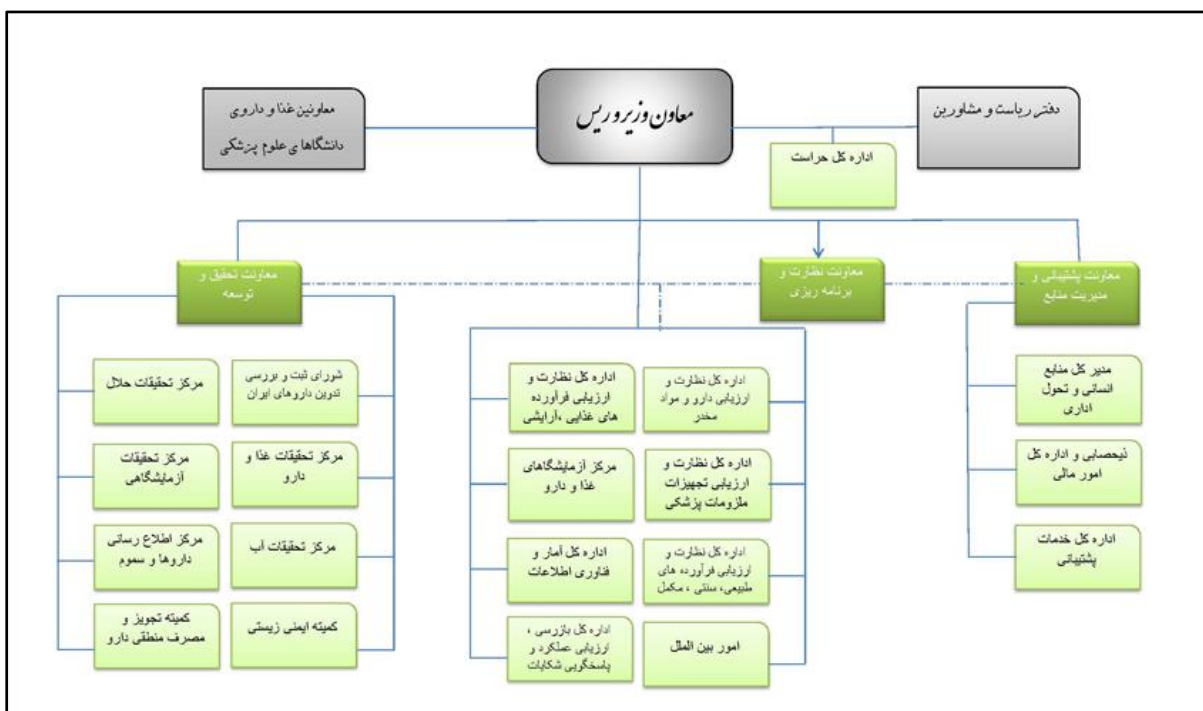 معاون وزیر و ریس
دفتر ریاست و مشاورین
معاونین غذا و داروی
دانشگاها ی علوم پزشکی
اداره کل حراست
معاونت پشتیبانی و
مدیریت منابع
معاونت نظارت و
برنامه ریزی
معاونت تحقیق و
توسعه
مدیر کل منابع
انسانی و تحول
اداری
ذیحصابی و اداره کل
امور مالی
اداره کل خدمات
پشتیبانی
اداره کل نظارت و
ارزیابی دارو و مواد
مخدر
اداره کل نظارت و
ارزیابی فرآورده
های غذایی ،آرایشی
اداره کل نظارت و
ارزیابی تجهیزات
ملزومات پزشکی
مرکز آزمایشگاهای
غذا و دارو
اداره کل نظارت و
ارزیابی فرآورده های
طبیعی، سنتی ، مکمل
اداره کل آمار و
فناوری اطلاعات
امور بین الملل
اداره کل بازرسی ،
ارزیابی عملکرد و
پاسخگویی شکایات
شورای ثبت و بررسی
تدوین داروهای ایران
مرکز تحقیقات حلال
مرکز تحقیقات غذا و
دارو
مرکز تحقیقات
آزمایشگاهی
مرکز تحقیقات آب
مرکز اطلاع رسانی
داروها و سموم
کمیته ایمنی زیستی
کمیته تجویز و
مصرف منطقی دارو